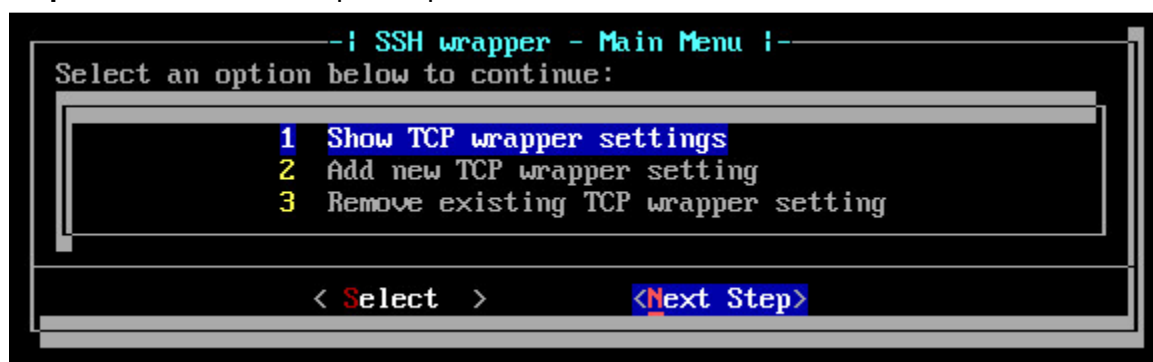 -| SSH wrapper - Main Menu |-
Select an option below to continue:
1 Show TCP wrapper settings
2 Add new TCP wrapper setting
3 Remove existing TCP wrapper setting
< Select > <Next Step>